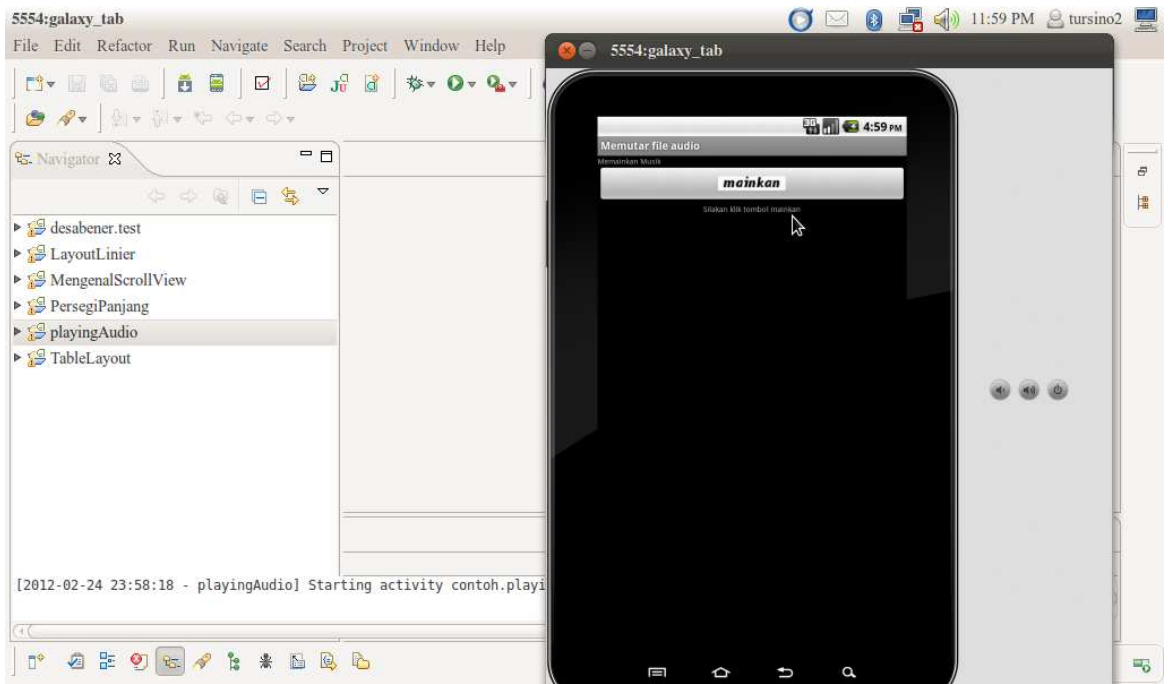 5554:galaxy_tab
11:59 PM tursino2
File Edit Refactor Run Navigate Search Project Window Help
5554:galaxy_tab
Navigator
desabener.test
LayoutLinier
MengenalScrollView
PersegiPanjang
playingAudio
TableLayout
4:59 PM
Memutar file audio
Memainkan Musik
mainkan
Silakan klik tombol mainkan
[2012-02-24 23:58:18 - playingAudio] Starting activity contoh.playi